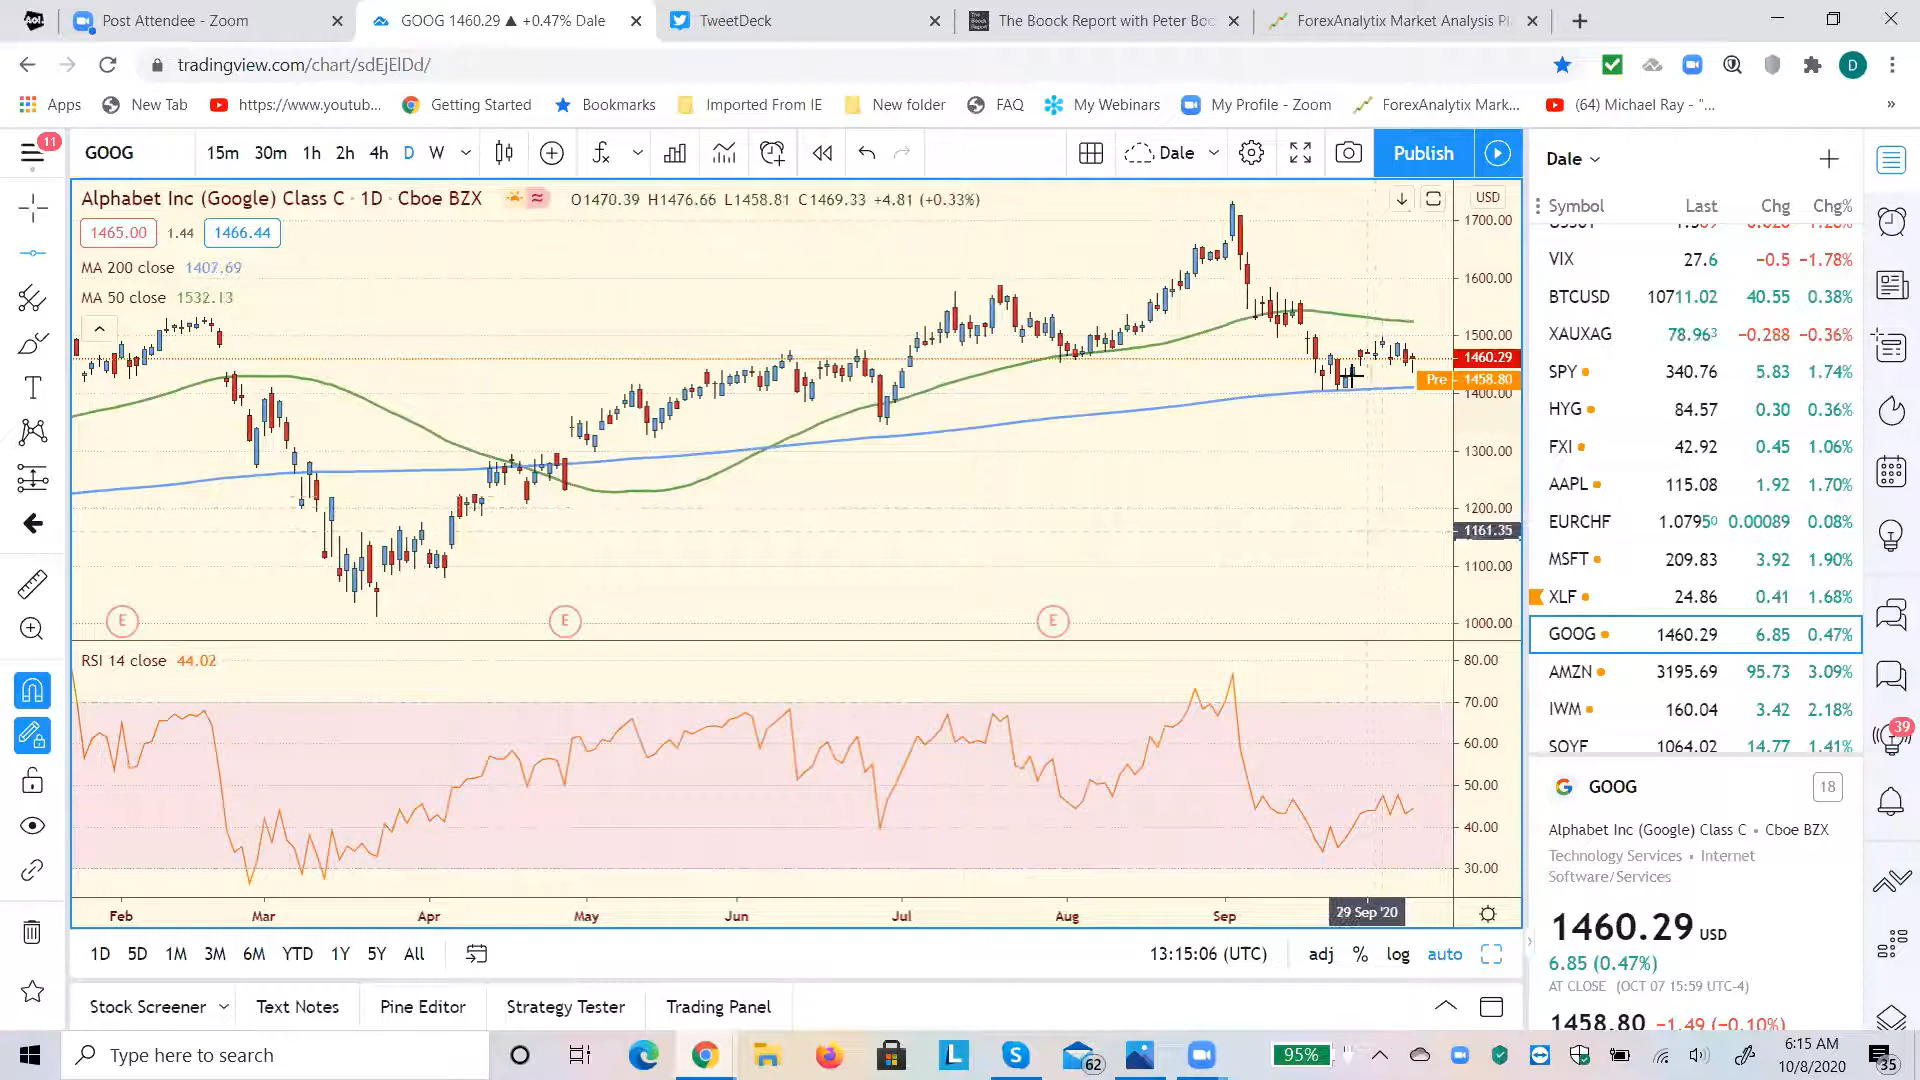 Aol.
Post Attendee - Zoom
GOOG 1460.29 ▲ +0.47% Dale
TweetDeck
The Boock Report with Peter Boo
ForexAnalytix Market Analysis Pl
tradingview.com/chart/sdEjElDd/
D
Apps
New Tab
https://www.youtub...
Getting Started
Bookmarks
Imported From IE
New folder
FAQ
My Webinars
My Profile - Zoom
ForexAnalytix Mark...
(64) Michael Ray - "...
»
11
GOOG
15m 30m 1h 2h 4h D W
Dale
Publish
Dale
Alphabet Inc (Google) Class C · 1D · Cboe BZX
O1470.39 H1476.66 L1458.81 C1469.33 +4.81 (+0.33%)
USD
1465.00 1.44 1466.44
MA 200 close 1407.69
MA 50 close 1532.13
1700.00
1600.00
1500.00
1460.29
Pre 1458.80
1400.00
1300.00
1200.00
1161.35
1100.00
1000.00
E E E
RSI 14 close 44.02
80.00
70.00
60.00
50.00
40.00
30.00
Feb Mar Apr May Jun Jul Aug Sep 29 Sep '20
1D 5D 1M 3M 6M YTD 1Y 5Y All
13:15:06 (UTC) adj % log auto
Stock Screener Text Notes Pine Editor Strategy Tester Trading Panel
Symbol Last Chg Chg%
VIX 27.6 −0.5 −1.78%
BTCUSD 10711.02 40.55 0.38%
XAUXAG 78.963 −0.288 −0.36%
SPY 340.76 5.83 1.74%
HYG 84.57 0.30 0.36%
FXI 42.92 0.45 1.06%
AAPL 115.08 1.92 1.70%
EURCHF 1.07950 0.00089 0.08%
MSFT 209.83 3.92 1.90%
XLF 24.86 0.41 1.68%
GOOG 1460.29 6.85 0.47%
AMZN 3195.69 95.73 3.09%
IWM 160.04 3.42 2.18%
SOYF 1064.02 14.77 1.41%
39
GOOG
18
Alphabet Inc (Google) Class C • Cboe BZX
Technology Services • Internet
Software/Services
1460.29 USD
6.85 (0.47%)
AT CLOSE (OCT 07 15:59 UTC-4)
1458.80 −1.49 (−0.10%)
Type here to search
L
S
62
95%
6:15 AM
10/8/2020
35